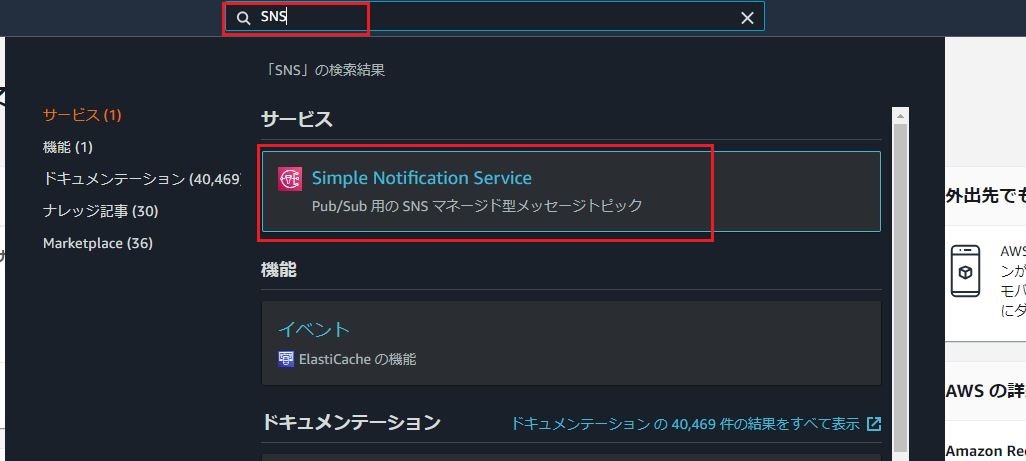 SNS
「SNS」の検索結果
サービス (1)
機能 (1)
ドキュメンテーション (40,469)
ナレッジ記事 (30)
Marketplace (36)
サービス
Simple Notification Service
Pub/Sub 用の SNS マネージド型メッセージトピック
機能
イベント
ElastiCache の機能
ドキュメンテーション
ドキュメンテーション の 40,469 件の結果をすべて表示
外出先でも
AWS
ンが
モバ
にダ
AWS の詳
Amazon Re